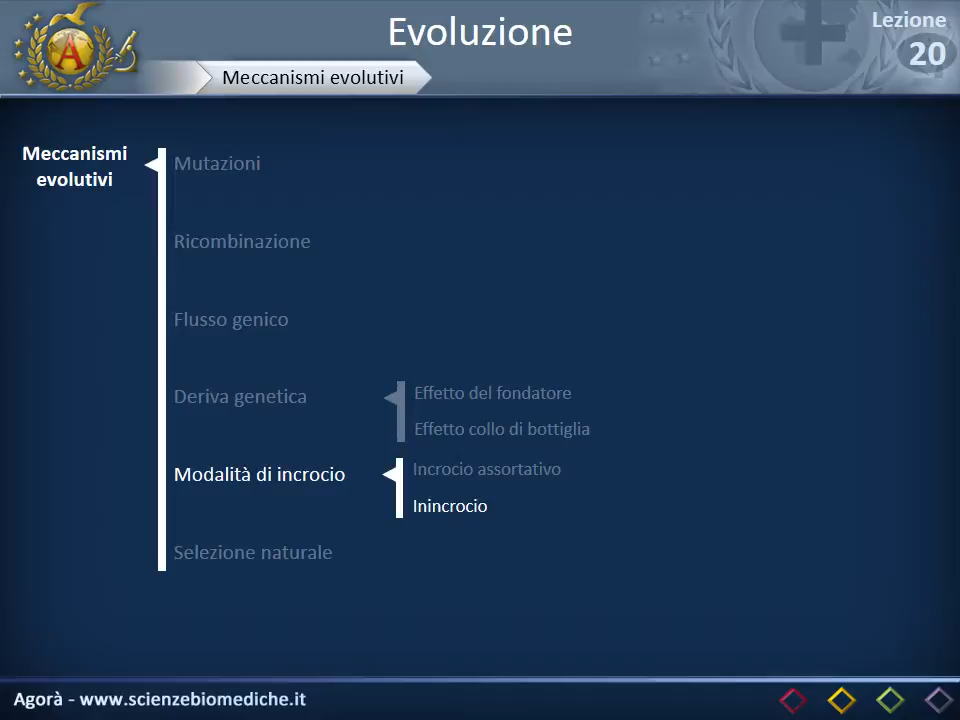 Evoluzione
Lezione
20
Meccanismi evolutivi
A
Meccanismi
evolutivi
Mutazioni
Ricombinazione
Flusso genico
Deriva genetica
Effetto del fondatore
Effetto collo di bottiglia
Modalità di incrocio
Incrocio assortativo
Inincrocio
Selezione naturale
Agorà - www.scienzebiomediche.it